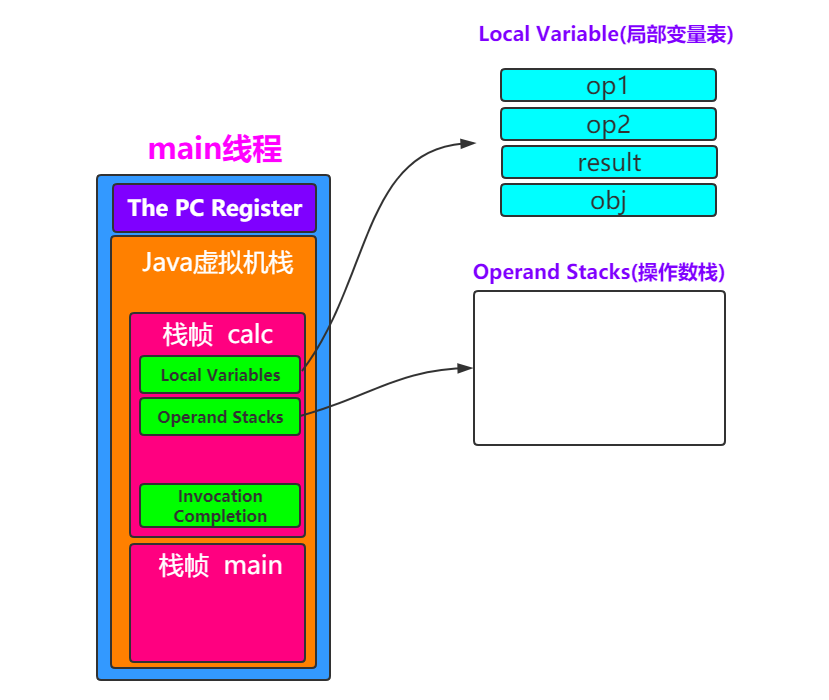 Local Variable(局部变量表)
op1
op2
result
obj
main线程
The PC Register
Java虚拟机栈
栈帧 calc
Local Variables
Operand Stacks
Invocation
Completion
栈帧 main
Operand Stacks(操作数栈)